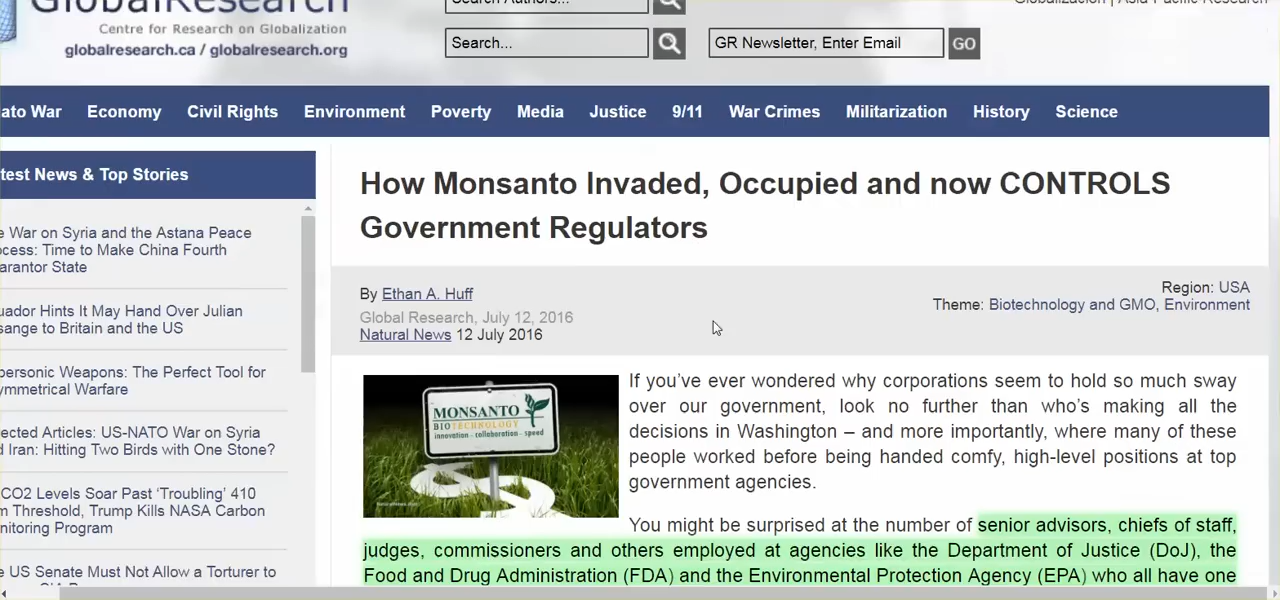 GlobalResearch
Centre for Research on Globalization
globalresearch.ca / globalresearch.org
Search Authors...
Search...
GR Newsletter, Enter Email
GO
Asia-Pacific Research
War
Economy
Civil Rights
Environment
Poverty
Media
Justice
9/11
War Crimes
Militarization
History
Science
News & Top Stories
War on Syria and the Astana Peace
Time to Make China Fourth
State
Hints It May Hand Over Julian
to Britain and the US
Weapons: The Perfect Tool for
Warfare
Articles: US-NATO War on Syria
Iran: Hitting Two Birds with One Stone?
CO2 Levels Soar Past ‘Troubling’ 410
Threshold, Trump Kills NASA Carbon
Program
US Senate Must Not Allow a Torturer to
How Monsanto Invaded, Occupied and now CONTROLS
Government Regulators
By Ethan A. Huff
Global Research, July 12, 2016
Natural News 12 July 2016
Region: USA
Theme: Biotechnology and GMO, Environment
MONSANTO
BIOTECHNOLOGY
innovation - collaboration - speed
If you’ve ever wondered why corporations seem to hold so much sway
over our government, look no further than who’s making all the
decisions in Washington – and more importantly, where many of these
people worked before being handed comfy, high-level positions at top
government agencies.
You might be surprised at the number of senior advisors, chiefs of staff,
judges, commissioners and others employed at agencies like the Department of Justice (DoJ), the
Food and Drug Administration (FDA) and the Environmental Protection Agency (EPA) who all have one